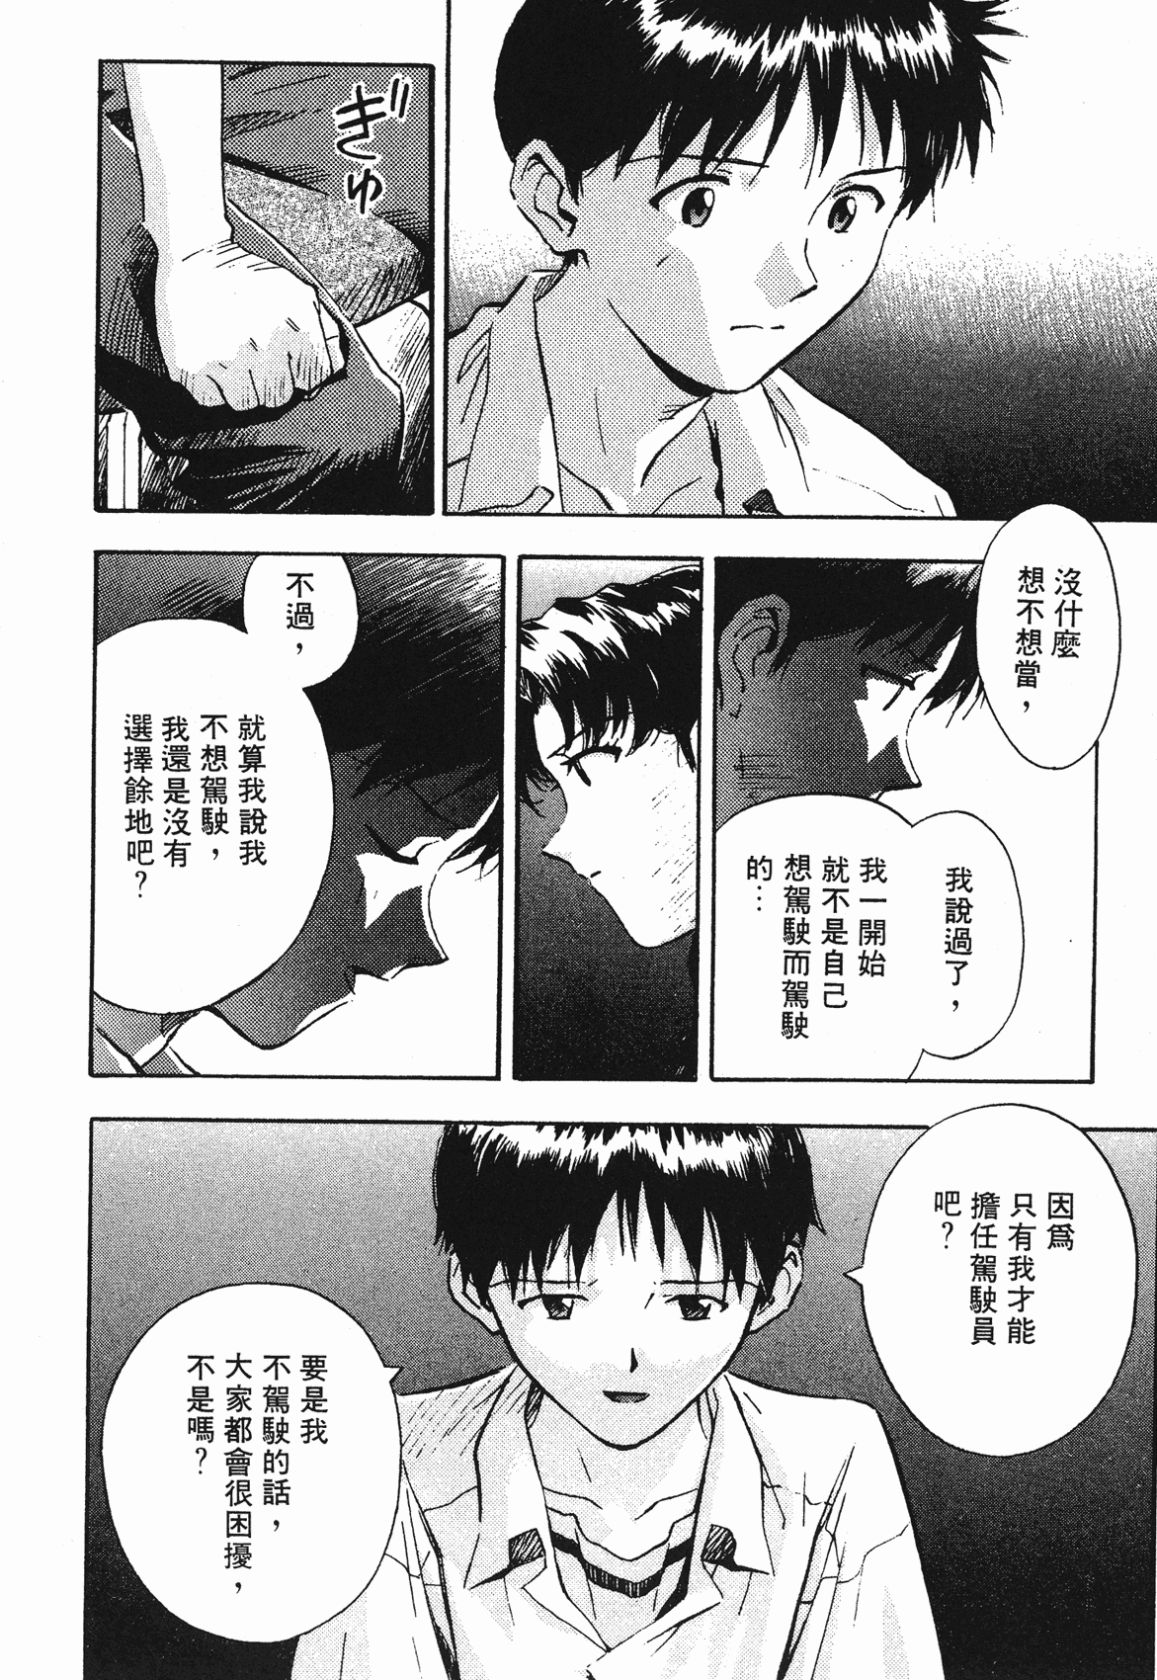 ギュ
沒什麼
想不想當，
我說過了，
我一開始
就不是自己
想駕駛而駕駛
的…
不過，
就算我說我
不想駕駛，
我還是沒有
選擇餘地吧？
因為
只有我才能
擔任駕駛員
吧？
要是我
不駕駛的話，
大家都會很困擾，
不是嗎？